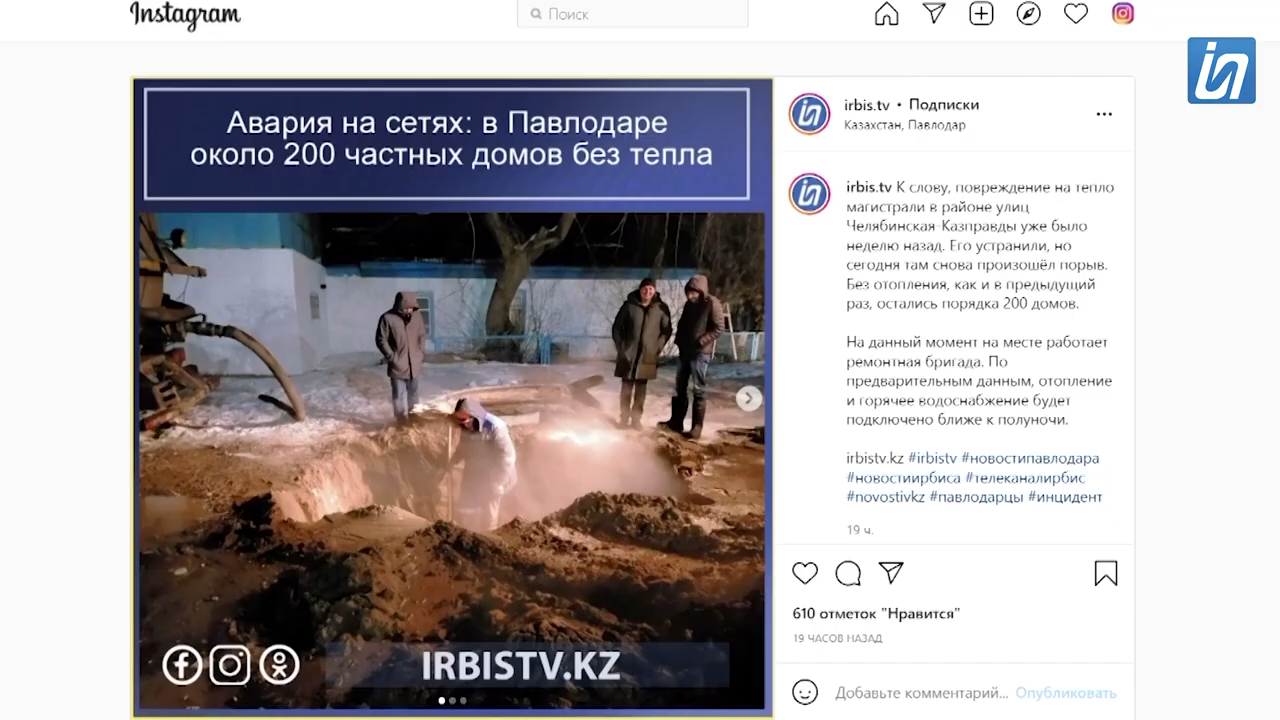 Instagram
Поиск
Авария на сетях: в Павлодаре
около 200 частных домов без тепла
IRBISTV.KZ
irbis.tv • Подписки
Казахстан, Павлодар
irbis.tv К слову, повреждение на тепло
магистрали в районе улиц
Челябинская-Казправды уже было
неделю назад. Его устранили, но
сегодня там снова произошёл порыв.
Без отопления, как и в предыдущий
раз, остались порядка 200 домов.
На данный момент на месте работает
ремонтная бригада. По
предварительным данным, отопление
и горячее водоснабжение будет
подключено ближе к полуночи.
irbistv.kz #irbistv #новостипавлодара
#новостиирбиса #телеканалирбис
#novostivkz #павлодарцы #инцидент
19 ч.
610 отметок "Нравится"
19 ЧАСОВ НАЗАД
Добавьте комментарий... Опубликовать